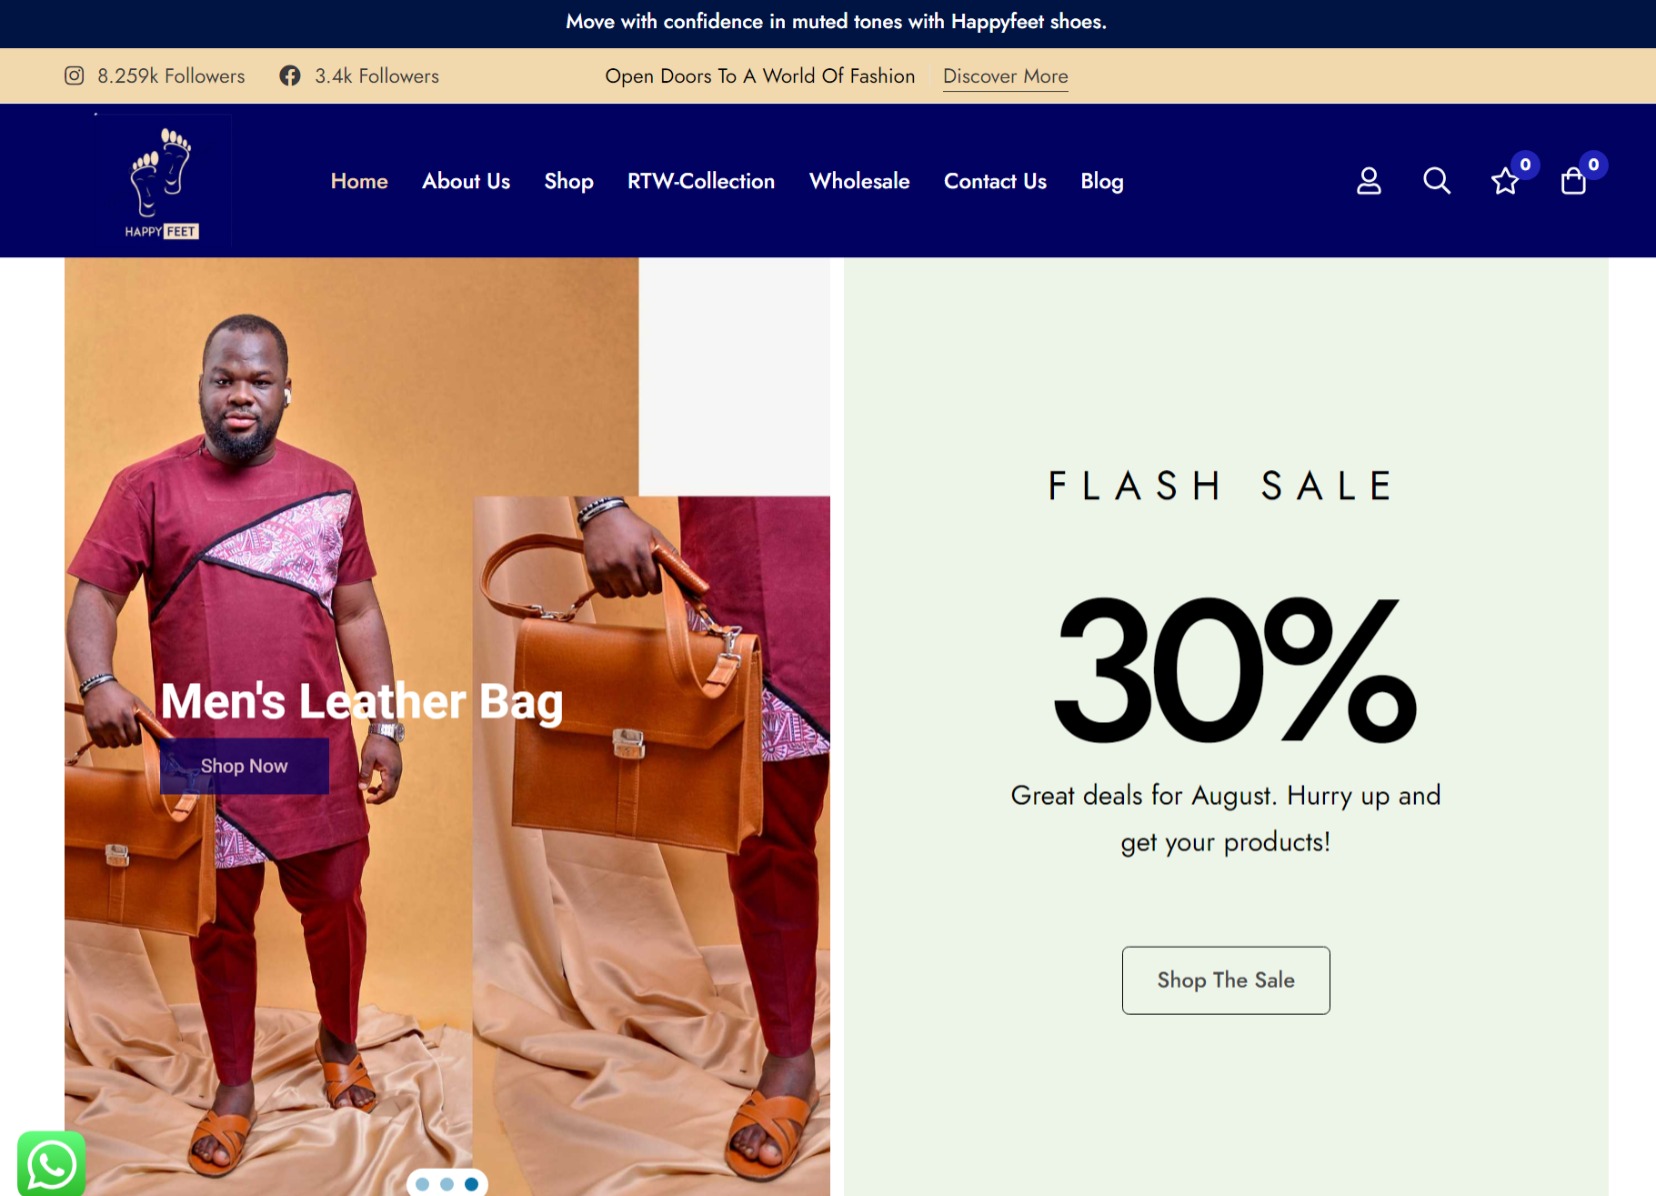 Move with confidence in muted tones with Happyfeet shoes.
8.259k Followers 3.4k Followers Open Doors To A World Of Fashion Discover More
HAPPY FEET
Home About Us Shop RTW-Collection Wholesale Contact Us Blog
0 0
Men's Leather Bag
Shop Now
FLASH SALE
30%
Great deals for August. Hurry up and
get your products!
Shop The Sale